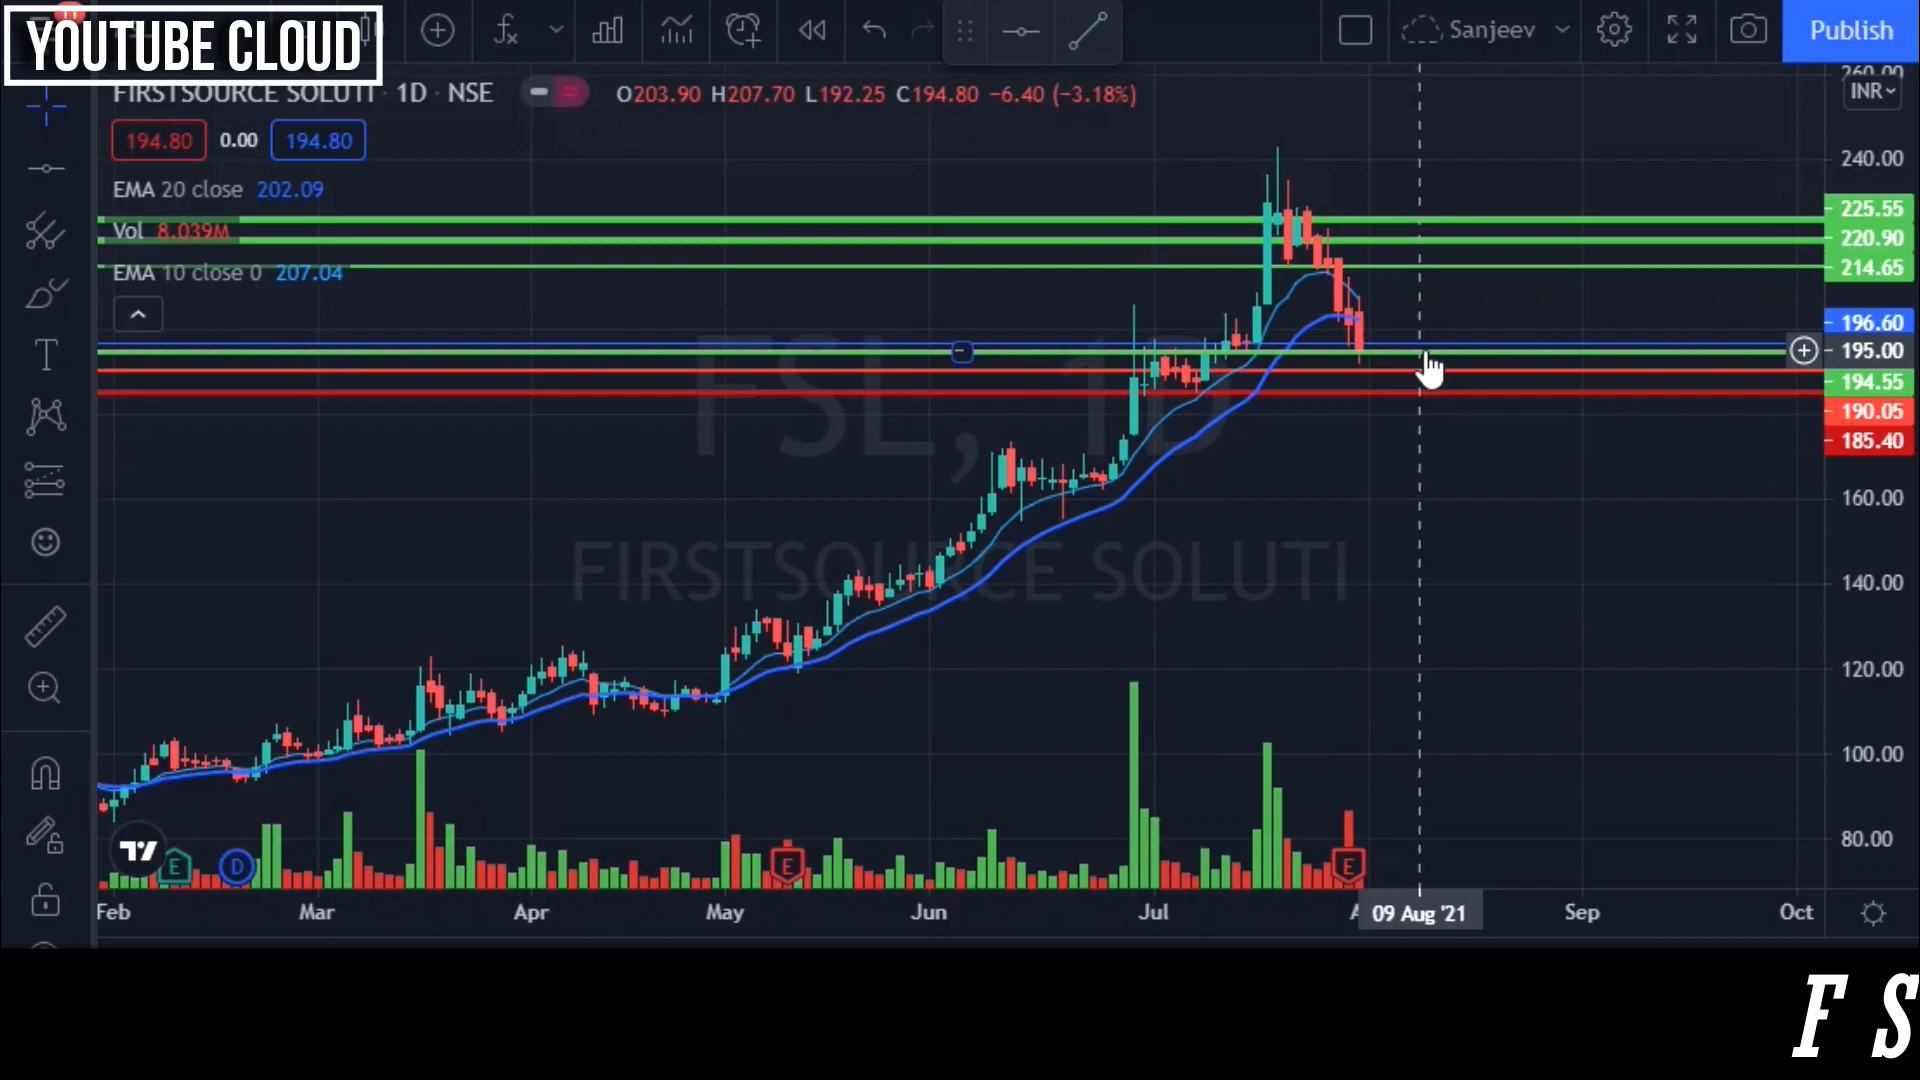 YOUTUBE CLOUD
Sanjeev
Publish
FIRSTSOURCE SOLUTI · 1D · NSE
O203.90 H207.70 L192.25 C194.80 −6.40 (−3.18%)
INR
194.80 0.00 194.80
EMA 20 close 202.09
Vol 8.039M
EMA 10 close 0 207.04
260.00
240.00
225.55
220.90
214.65
196.60
195.00
194.55
190.05
185.40
160.00
140.00
120.00
100.00
80.00
FSL, 1D
FIRSTSOURCE SOLUTI
E
D
E
E
Feb Mar Apr May Jun Jul A 09 Aug '21 Sep Oct
F S